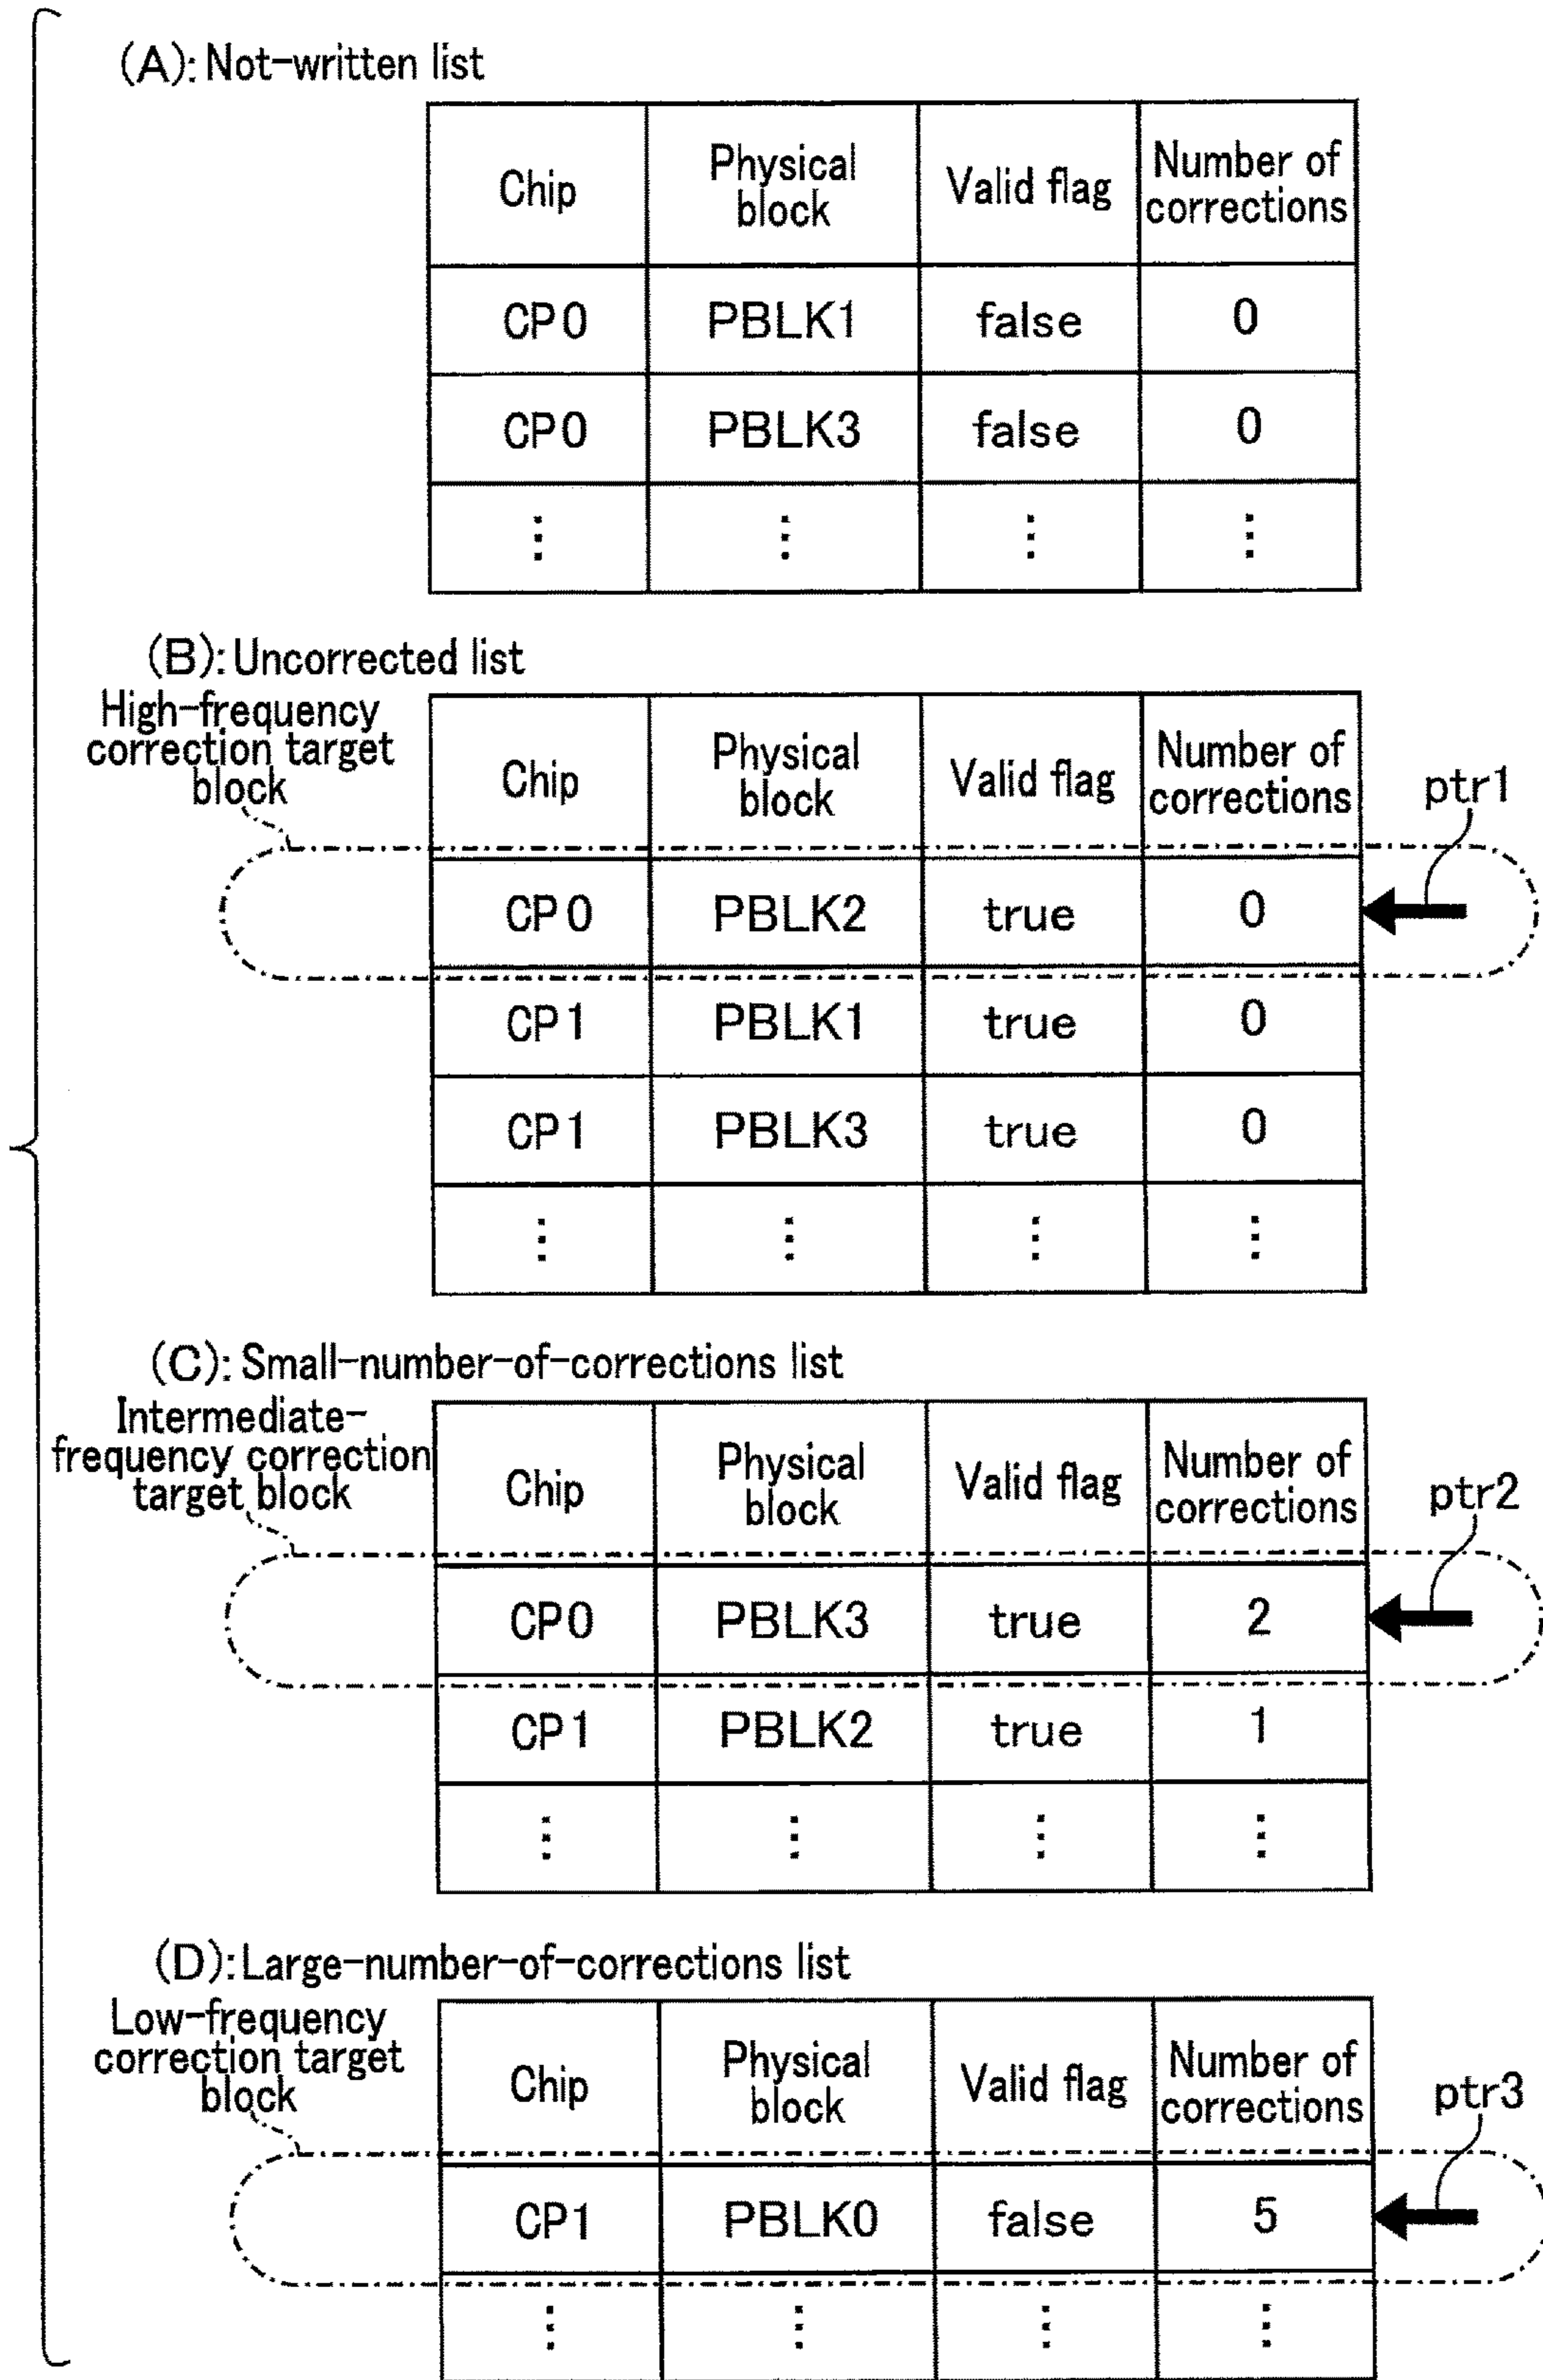 (A): Not-written list
Chip Physical block Valid flag Number of corrections
CP0 PBLK1 false 0
CP0 PBLK3 false 0
⋮ ⋮ ⋮ ⋮
(B): Uncorrected list
High-frequency
correction target
block
Chip Physical block Valid flag Number of corrections
ptr1
CP0 PBLK2 true 0
CP1 PBLK1 true 0
CP1 PBLK3 true 0
⋮ ⋮ ⋮ ⋮
(C): Small-number-of-corrections list
Intermediate-
frequency correction
target block
Chip Physical block Valid flag Number of corrections
ptr2
CP0 PBLK3 true 2
CP1 PBLK2 true 1
⋮ ⋮ ⋮ ⋮
(D): Large-number-of-corrections list
Low-frequency
correction target
block
Chip Physical block Valid flag Number of corrections
ptr3
CP1 PBLK0 false 5
⋮ ⋮ ⋮ ⋮